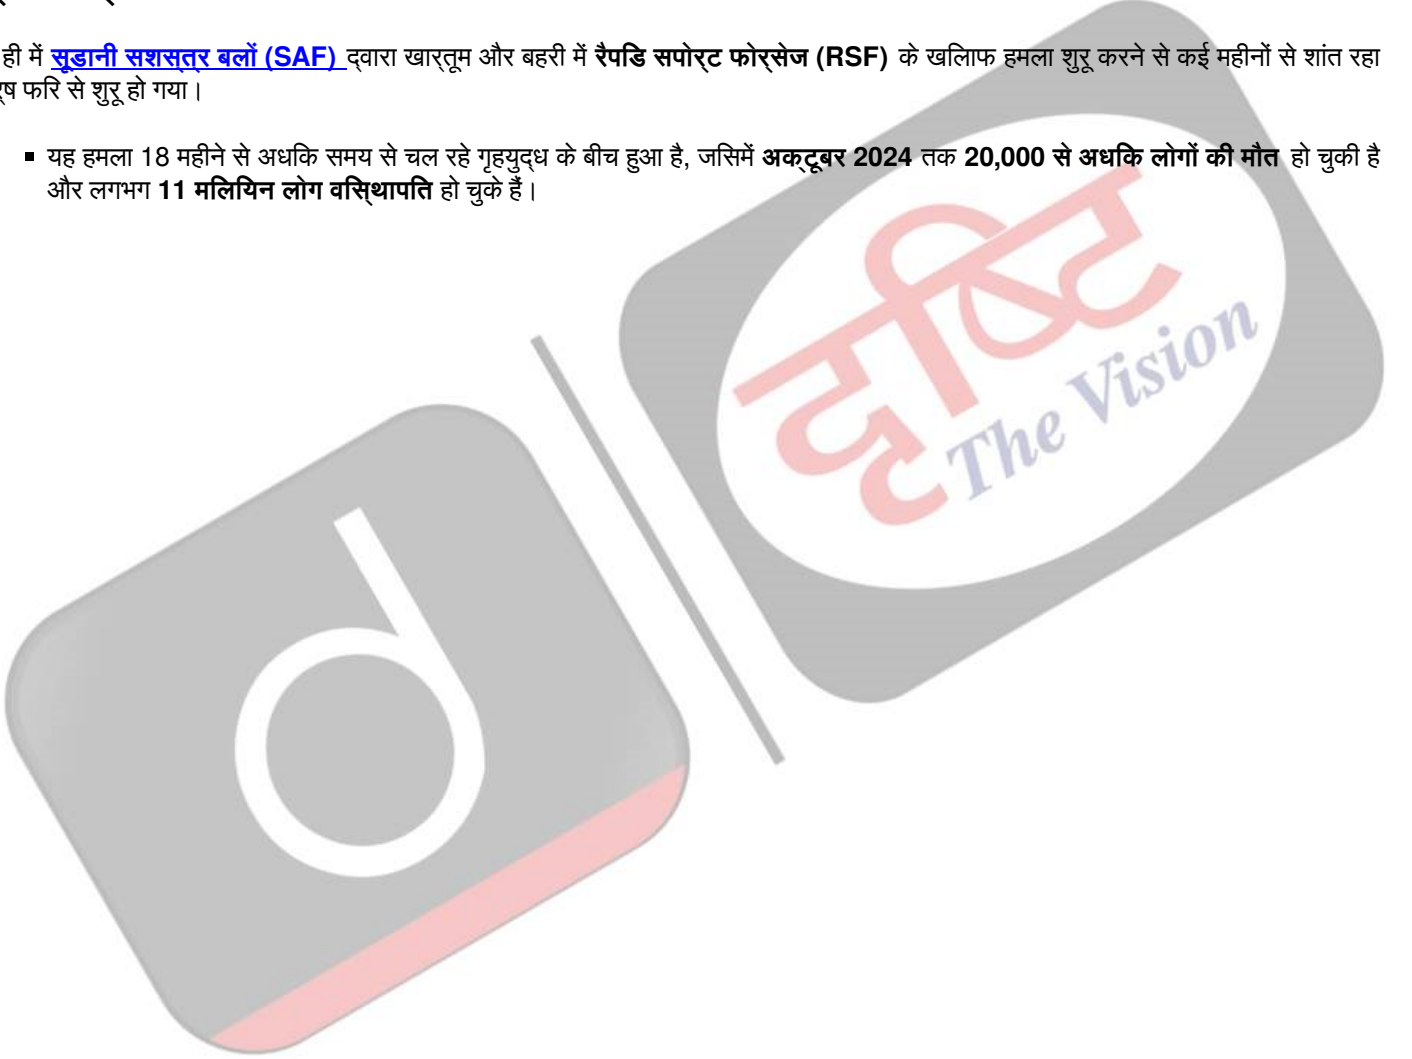 ही में सूडानी सशस्त्र बलों (SAF) द्वारा खार्तूम और बहरी में रैपिड सपोर्ट फोर्सेज (RSF) के खिलाफ हमला शुरू करने से कई महीनों से शांत रहा
र्ष फिर से शुरू हो गया।
▪ यह हमला 18 महीने से अधिक समय से चल रहे गृहयुद्ध के बीच हुआ है, जिसमें अक्टूबर 2024 तक 20,000 से अधिक लोगों की मौत हो चुकी है
और लगभग 11 मिलियन लोग विस्थापित हो चुके हैं।
दृष्टि
The Vision
d